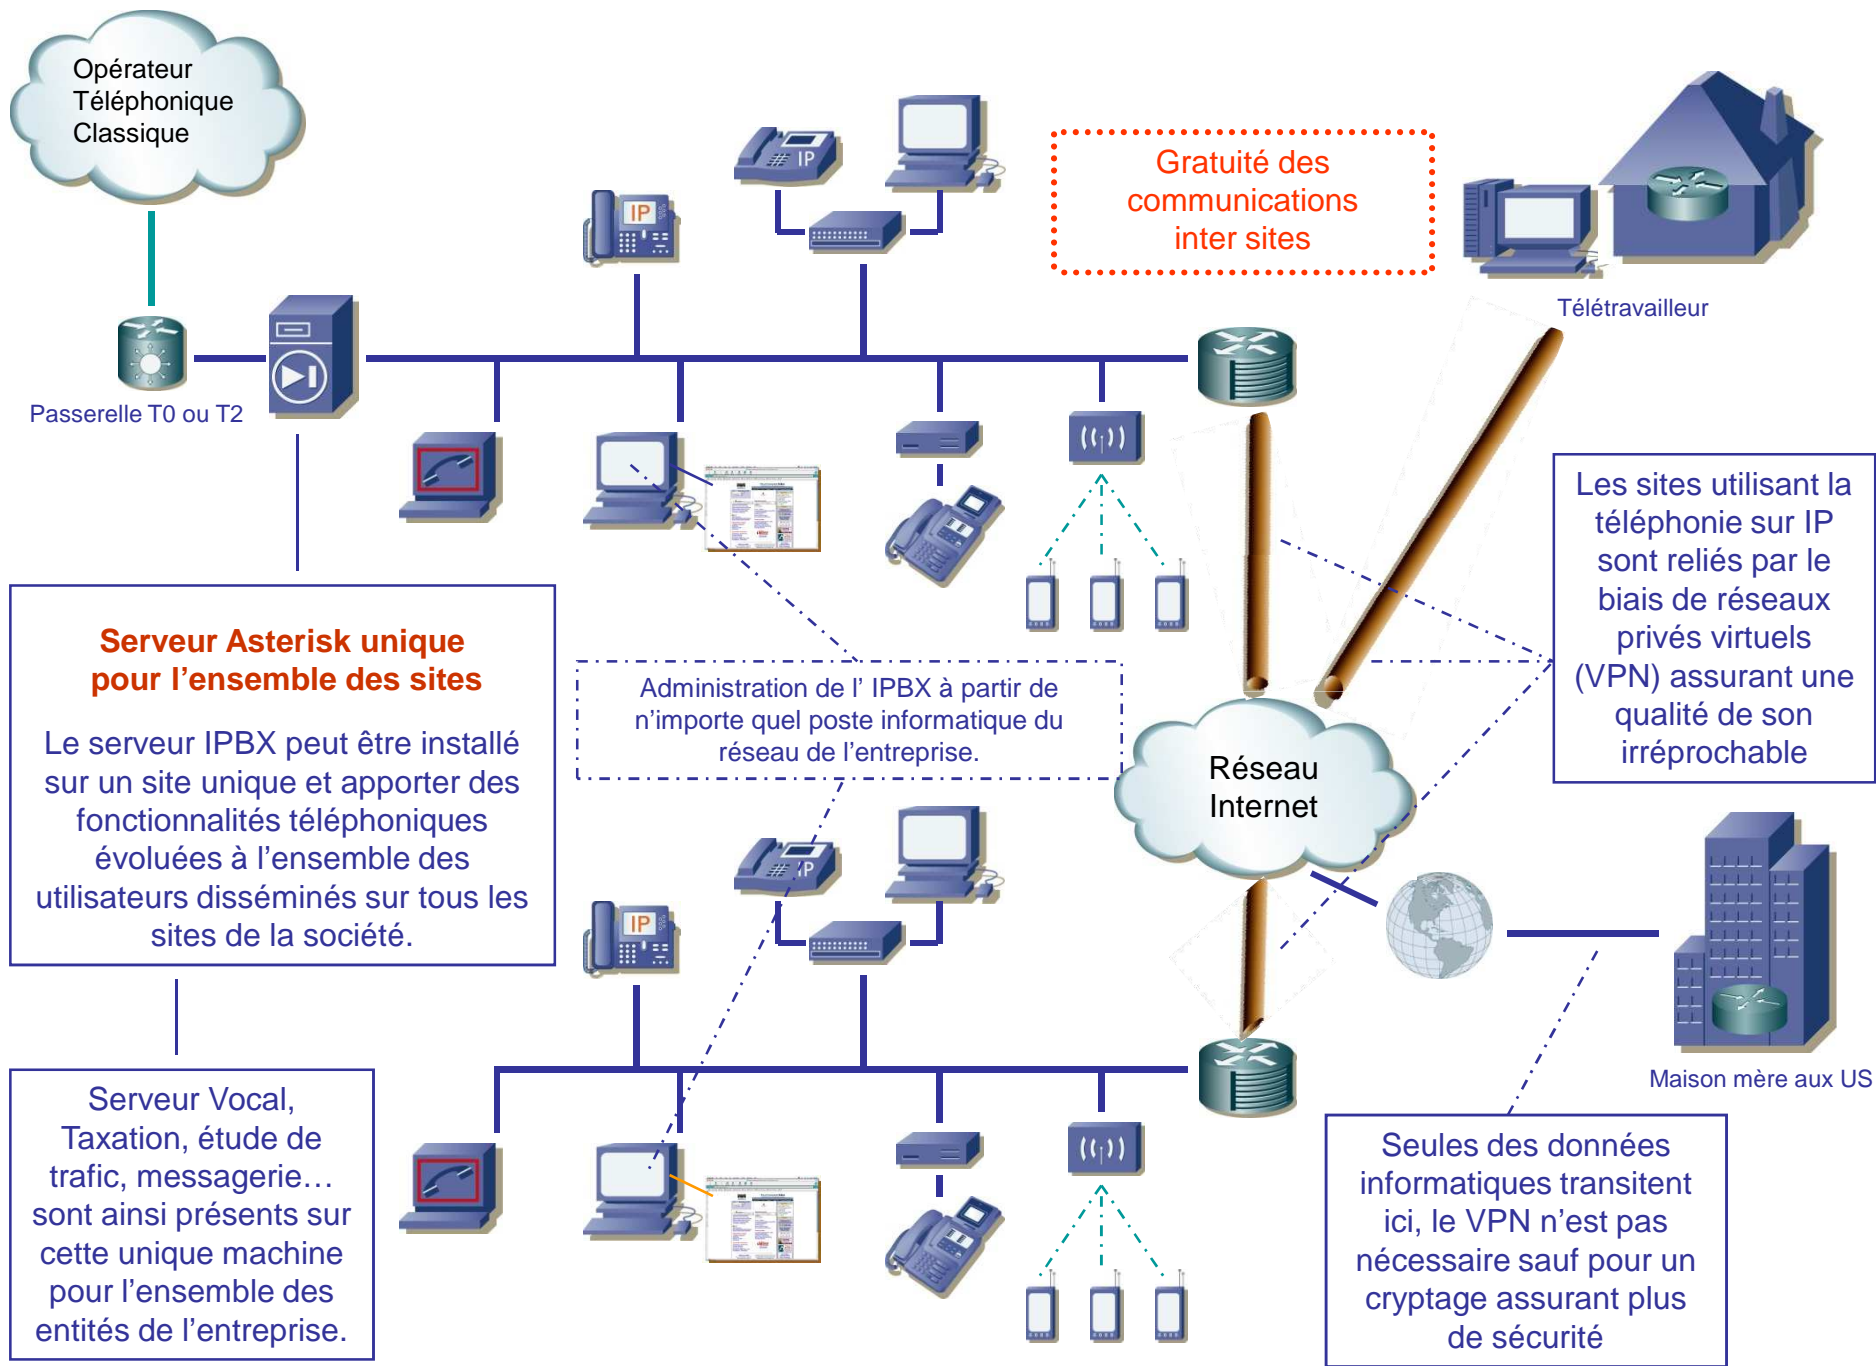 Opérateur
Téléphonique
Classique
IP
IP
Gratuité des
communications
inter sites
Télétravailleur
Passerelle T0 ou T2
Les sites utilisant la
téléphonie sur IP
sont reliés par le
biais de réseaux
privés virtuels
(VPN) assurant une
qualité de son
irréprochable
Serveur Asterisk unique
pour l’ensemble des sites
Le serveur IPBX peut être installé
sur un site unique et apporter des
fonctionnalités téléphoniques
évoluées à l’ensemble des
utilisateurs disséminés sur tous les
sites de la société.
Administration de l’ IPBX à partir de
n’importe quel poste informatique du
réseau de l’entreprise.
Réseau
Internet
IP
IP
Maison mère aux US
Serveur Vocal,
Taxation, étude de
trafic, messagerie…
sont ainsi présents sur
cette unique machine
pour l’ensemble des
entités de l’entreprise.
Seules des données
informatiques transitent
ici, le VPN n’est pas
nécessaire sauf pour un
cryptage assurant plus
de sécurité